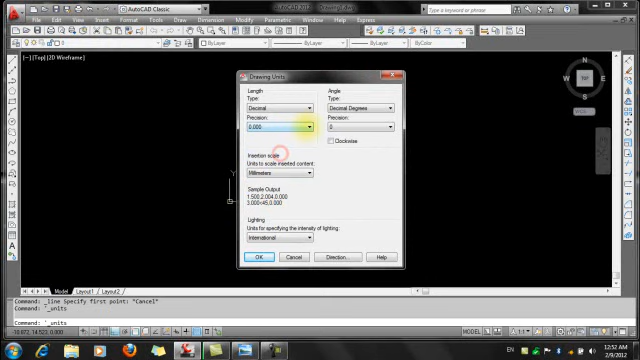 AutoCAD Classic
Type a keyword or phrase
File Edit View Insert Format Tools Draw Dimension Modify Parametric Window Help Express
ByLayer
ByLayer
ByLayer
ByColor
[−] [Top] [2D Wireframe]
Drawing Units
Length
Type:
Decimal
Precision:
0.000
Angle
Type:
Decimal Degrees
Precision:
0
Clockwise
Insertion scale
Units to scale inserted content:
Millimeters
Sample Output
1.500,2.004,0.000
3.000<45,0.000
Lighting
Units for specifying the intensity of lighting:
International
OK
Cancel
Direction...
Help
N
W
TOP
E
S
Y
Model
Layout1
Layout2
Command: _line Specify first point: *Cancel*
Command: '_units
Command: '_units
MODEL
1:1
EN
12:52 AM
2/9/2012